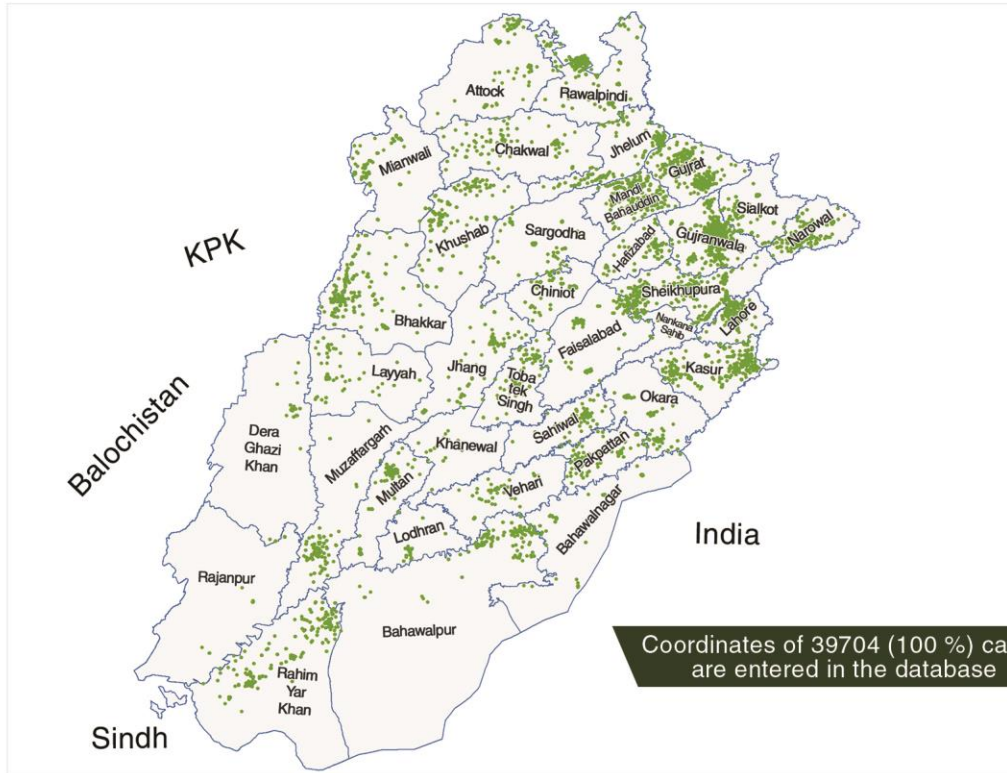 Attock
Rawalpindi
Mianwali
Chakwal
Jhelum
Gujrat
Mandi
Bahauddin
Sialkot
Narowal
KPK
Khushab
Sargodha
Hafizabad
Gujranwala
Chiniot
Sheikhupura
Bhakkar
Faisalabad
Nankana
Sahib
Lahore
Layyah
Jhang
Toba
tek
Singh
Kasur
Okara
Balochistan
Dera
Ghazi
Khan
Muzaffargarh
Khanewal
Sahiwal
Pakpattan
Multan
Vehari
Lodhran
Bahawalnagar
India
Rajanpur
Bahawalpur
Coordinates of 39704 (100 %) ca
are entered in the database
Rahim
Yar
Khan
Sindh